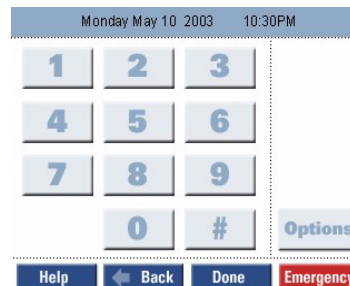 Monday May 10 2003 10:30PM
1 2 3
4 5 6
7 8 9
0 # Options
Help Back Done Emergency